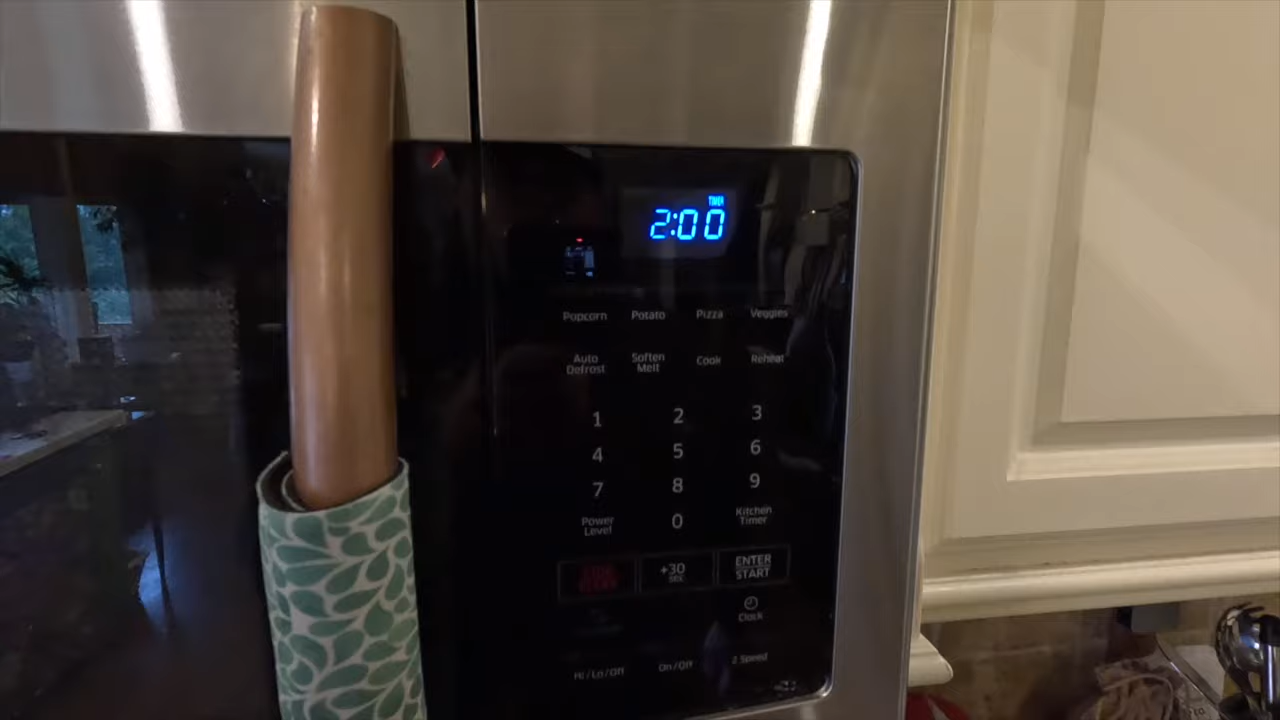 TIMER
2:00
Popcorn Potato Pizza Veggies
Auto Defrost Soften Melt Cook Reheat
1 2 3
4 5 6
7 8 9
Power Level 0 Kitchen Timer
+30 SEC ENTER START
Clock
Hi/Lo/Off On/Off 2 Speed